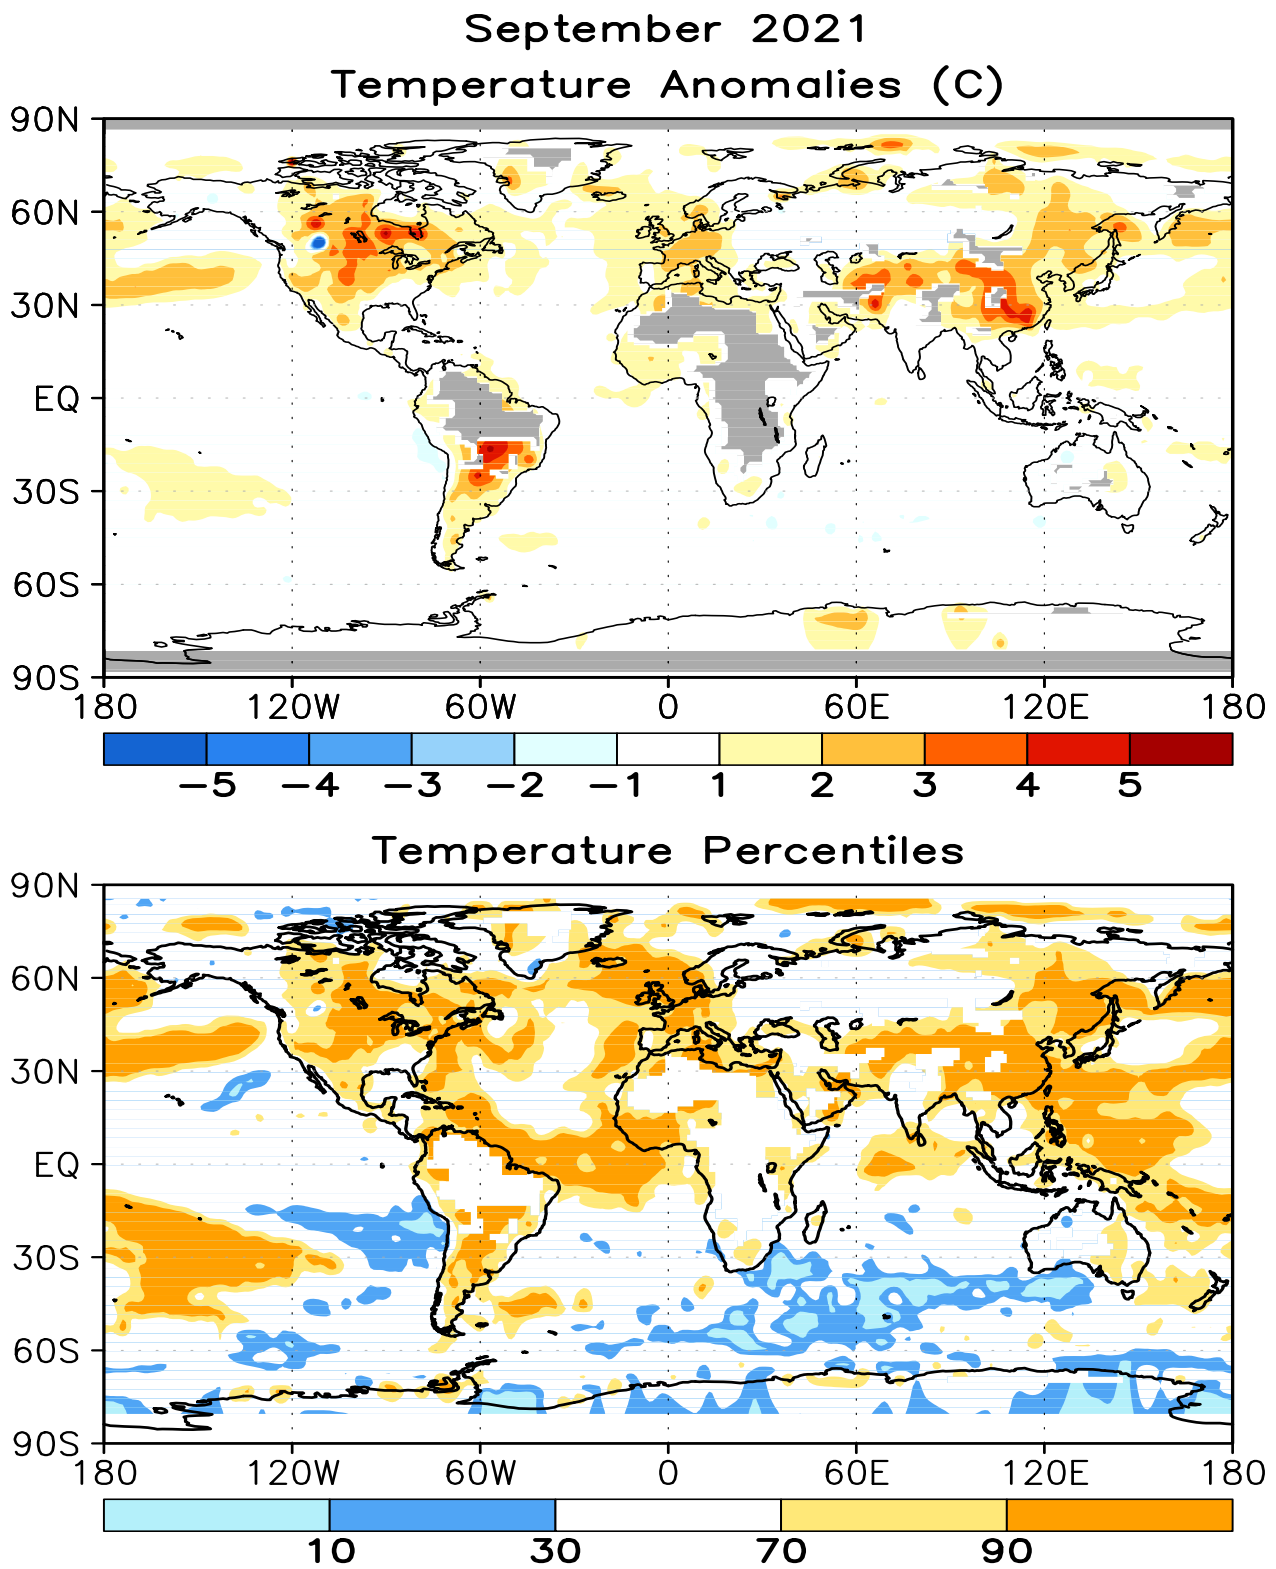 September 2021
Temperature Anomalies (C)
90N
60N
30N
EQ
30S
60S
90S
180 120W 60W 0 60E 120E 180
−5 −4 −3 −2 −1 1 2 3 4 5
Temperature Percentiles
90N
60N
30N
EQ
30S
60S
90S
180 120W 60W 0 60E 120E 180
10 30 70 90